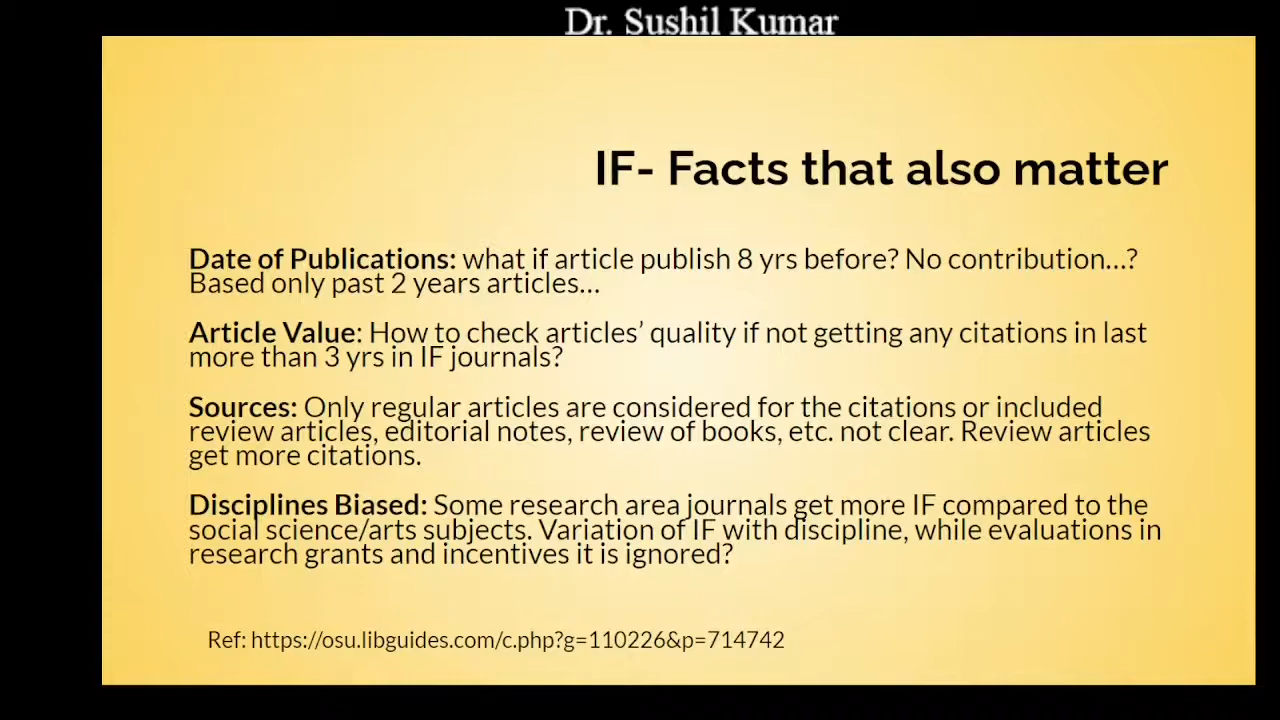 Dr. Sushil Kumar
IF- Facts that also matter
Date of Publications: what if article publish 8 yrs before? No contribution...?
Based only past 2 years articles...
Article Value: How to check articles’ quality if not getting any citations in last
more than 3 yrs in IF journals?
Sources: Only regular articles are considered for the citations or included
review articles, editorial notes, review of books, etc. not clear. Review articles
get more citations.
Disciplines Biased: Some research area journals get more IF compared to the
social science/arts subjects. Variation of IF with discipline, while evaluations in
research grants and incentives it is ignored?
Ref: https://osu.libguides.com/c.php?g=110226&p=714742